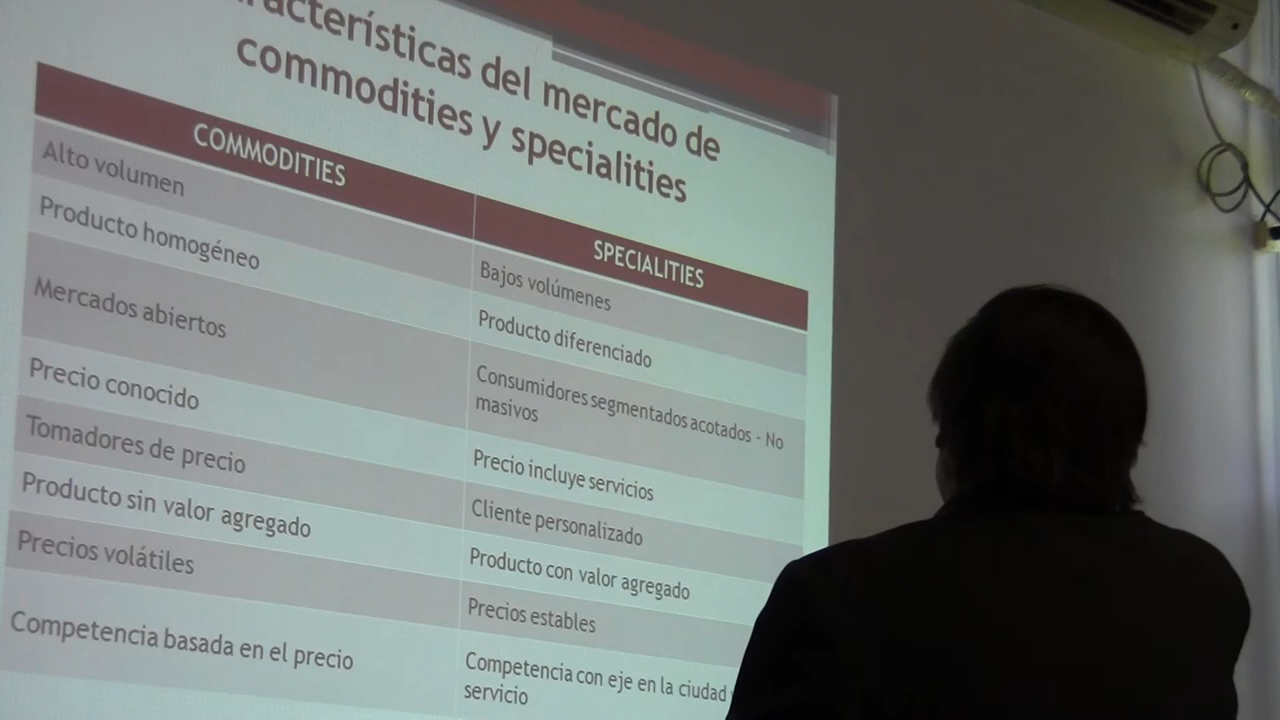 racterísticas del mercado de
commodities y specialities
COMMODITIES
SPECIALITIES
Alto volumen
Bajos volúmenes
Producto homogéneo
Producto diferenciado
Mercados abiertos
Consumidores segmentados acotados - No
masivos
Precio conocido
Precio incluye servicios
Tomadores de precio
Cliente personalizado
Producto sin valor agregado
Producto con valor agregado
Precios volátiles
Precios estables
Competencia basada en el precio
Competencia con eje en la ciudad
servicio